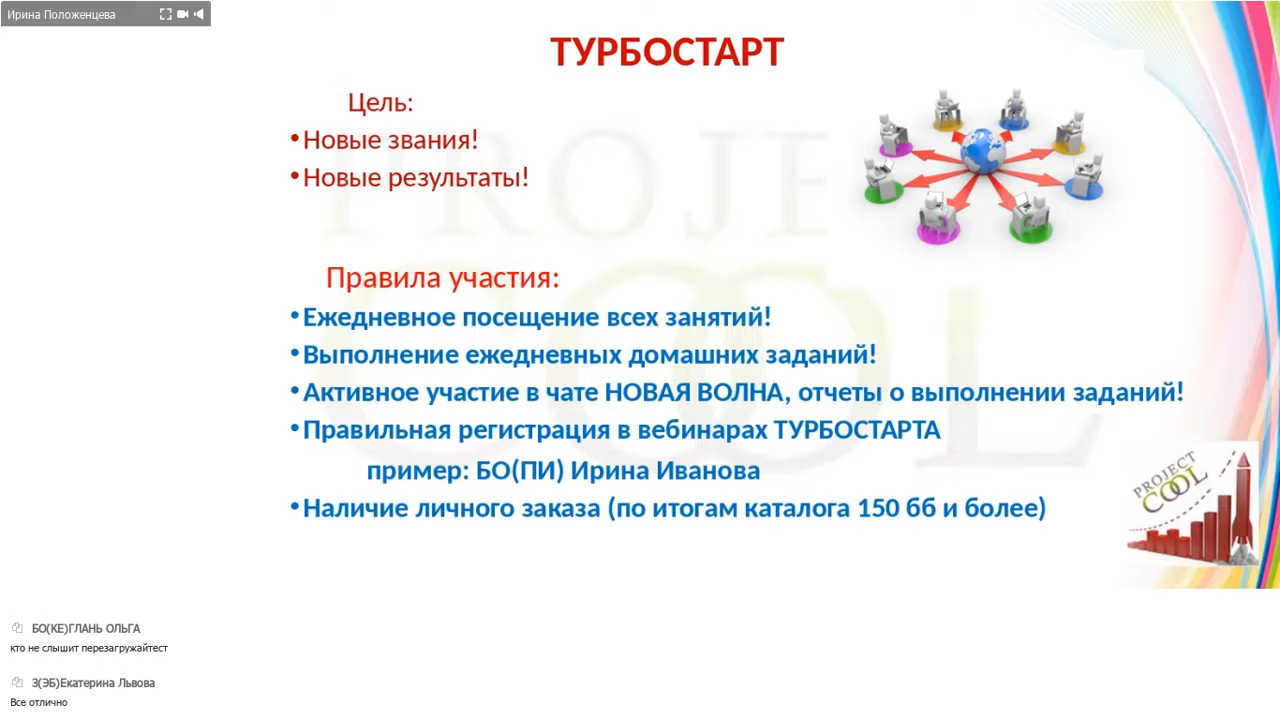 Ирина Положенцева
ТУРБОСТАРТ
Цель:
•Новые звания!
•Новые результаты!
PROJE
COOL
Правила участия:
•Ежедневное посещение всех занятий!
•Выполнение ежедневных домашних заданий!
•Активное участие в чате НОВАЯ ВОЛНА, отчеты о выполнении заданий!
•Правильная регистрация в вебинарах ТУРБОСТАРТА
пример: БО(ПИ) Ирина Иванова
•Наличие личного заказа (по итогам каталога 150 бб и более)
PROJECT
COOL
БО(КЕ)ГЛАНЬ ОЛЬГА
кто не слышит перезагружайтест
З(ЭБ)Екатерина Львова
Все отлично